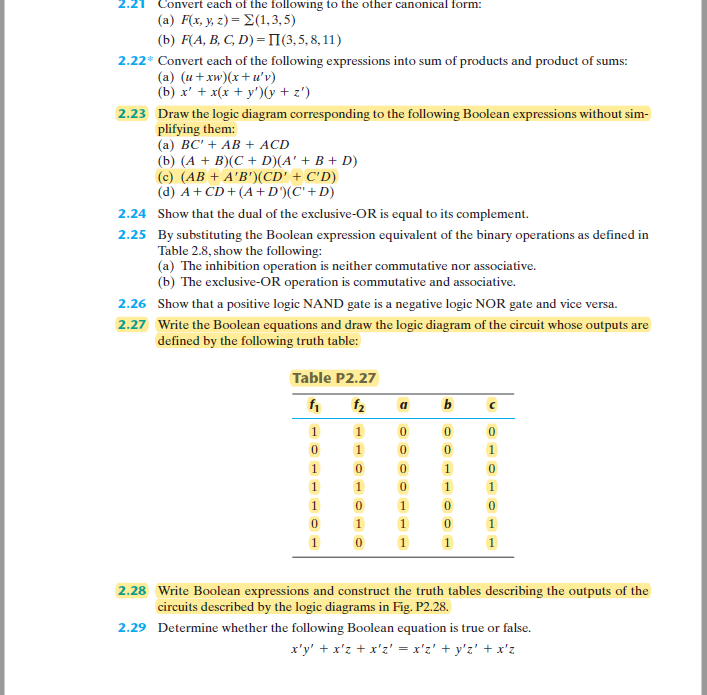 2.21 Convert each of the following to the other canonical form:
(a) F(x, y, z) = Σ(1, 3, 5)
(b) F(A, B, C, D) = Π(3, 5, 8, 11)
2.22* Convert each of the following expressions into sum of products and product of sums:
(a) (u + xw)(x + u'v)
(b) x' + x(x + y')(y + z')
2.23 Draw the logic diagram corresponding to the following Boolean expressions without sim-
plifying them:
(a) BC' + AB + ACD
(b) (A + B)(C + D)(A' + B + D)
(c) (AB + A'B')(CD' + C'D)
(d) A + CD + (A + D')(C' + D)
2.24 Show that the dual of the exclusive-OR is equal to its complement.
2.25 By substituting the Boolean expression equivalent of the binary operations as defined in
Table 2.8, show the following:
(a) The inhibition operation is neither commutative nor associative.
(b) The exclusive-OR operation is commutative and associative.
2.26 Show that a positive logic NAND gate is a negative logic NOR gate and vice versa.
2.27 Write the Boolean equations and draw the logic diagram of the circuit whose outputs are
defined by the following truth table:
Table P2.27
f₁ f₂ a b c
1 1 0 0 0
0 1 0 0 1
1 0 0 1 0
1 1 0 1 1
1 0 1 0 0
0 1 1 0 1
1 0 1 1 1
2.28 Write Boolean expressions and construct the truth tables describing the outputs of the
circuits described by the logic diagrams in Fig. P2.28.
2.29 Determine whether the following Boolean equation is true or false.
x'y' + x'z + x'z' = x'z' + y'z' + x'z